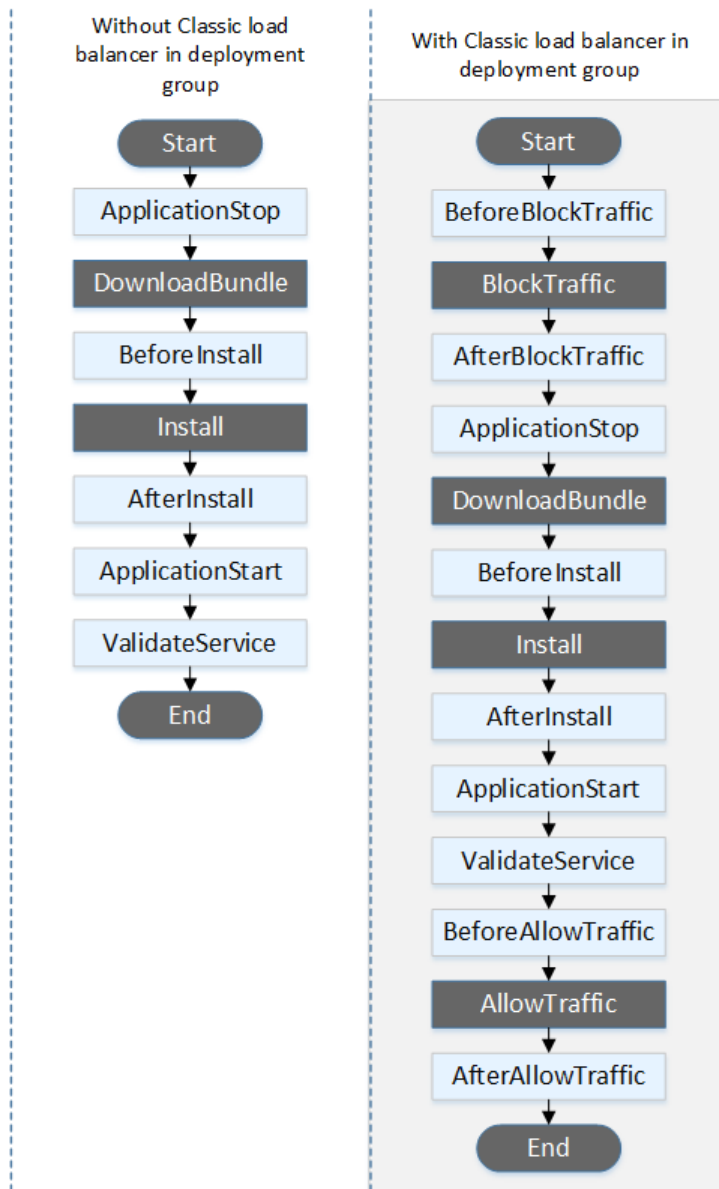 Without Classic load
balancer in deployment
group
Start
ApplicationStop
DownloadBundle
BeforeInstall
Install
AfterInstall
ApplicationStart
ValidateService
End
With Classic load balancer in
deployment group
Start
BeforeBlockTraffic
BlockTraffic
AfterBlockTraffic
ApplicationStop
DownloadBundle
BeforeInstall
Install
AfterInstall
ApplicationStart
ValidateService
BeforeAllowTraffic
AllowTraffic
AfterAllowTraffic
End